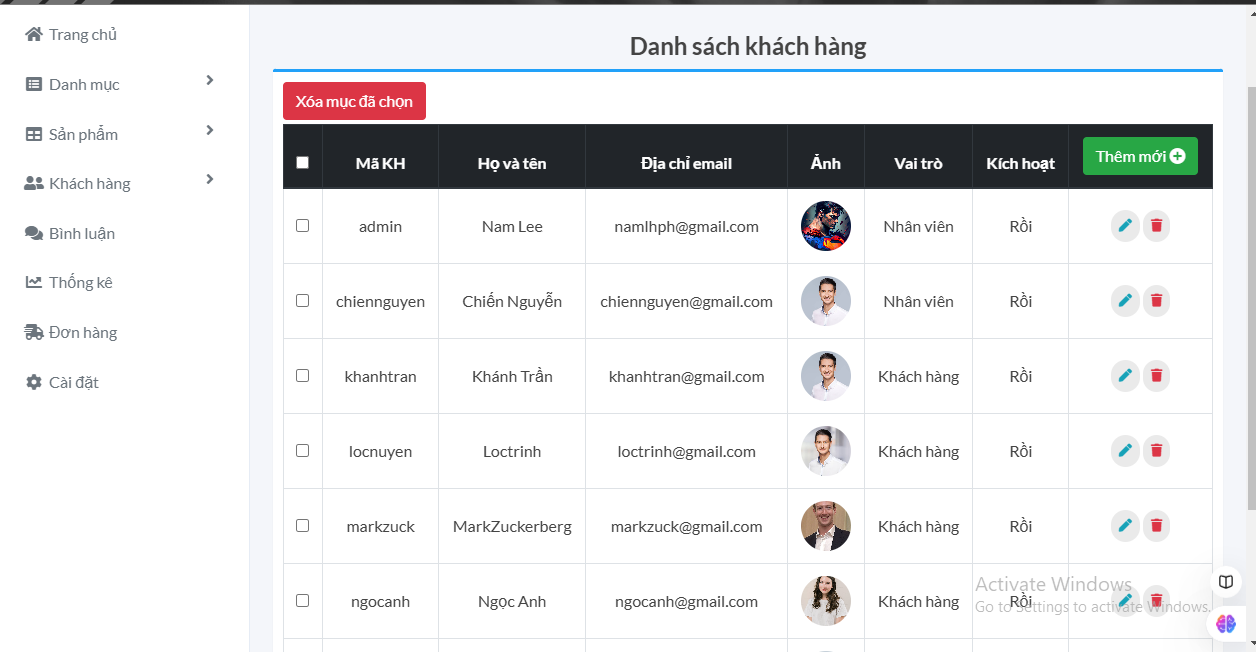 Trang chủ
Danh mục
Sản phẩm
Khách hàng
Bình luận
Thống kê
Đơn hàng
Cài đặt
Danh sách khách hàng
Xóa mục đã chọn
Mã KH Họ và tên Địa chỉ email Ảnh Vai trò Kích hoạt Thêm mới
admin Nam Lee namlhph@gmail.com Nhân viên Rồi
chiennguyen Chiến Nguyễn chiennguyen@gmail.com Nhân viên Rồi
khanhtran Khánh Trần khanhtran@gmail.com Khách hàng Rồi
locnuyen Loctrinh loctrinh@gmail.com Khách hàng Rồi
markzuck MarkZuckerberg markzuck@gmail.com Khách hàng Rồi
ngocanh Ngọc Anh ngocanh@gmail.com Khách hàng Rồi
Activate Windows
Go to Settings to activate Windows.